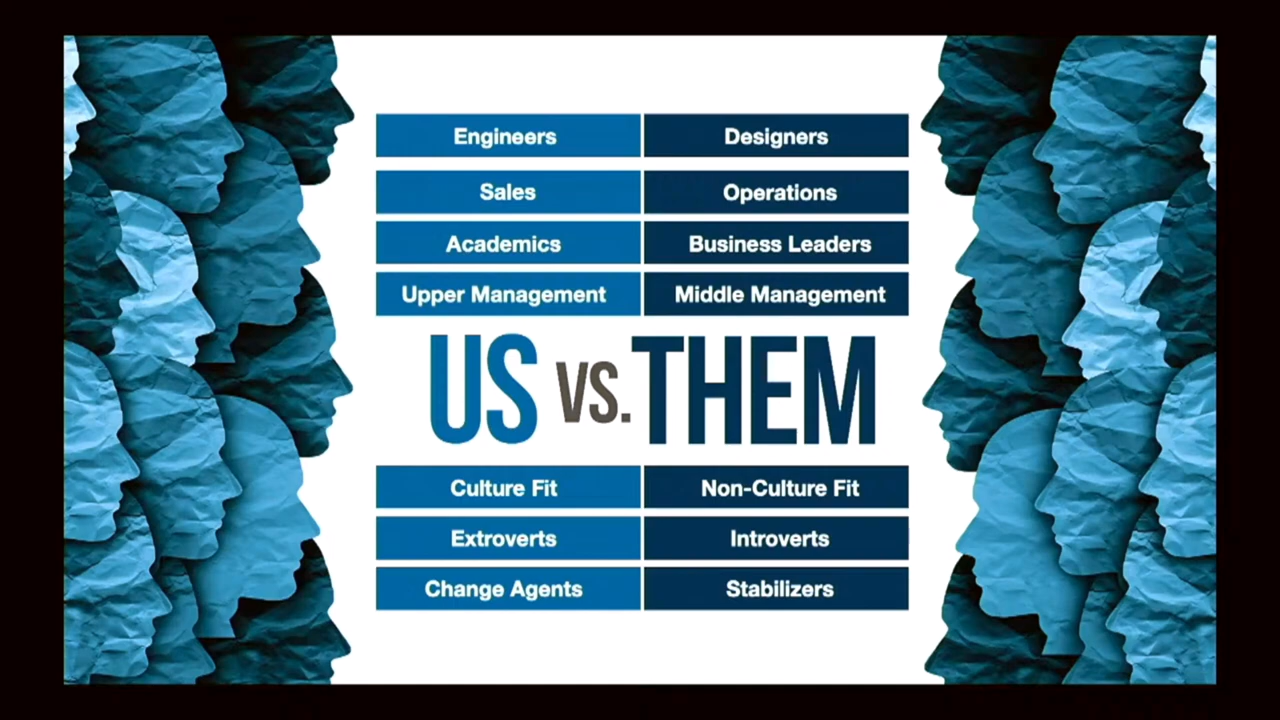 Engineers Designers
Sales Operations
Academics Business Leaders
Upper Management Middle Management
US VS. THEM
Culture Fit Non-Culture Fit
Extroverts Introverts
Change Agents Stabilizers